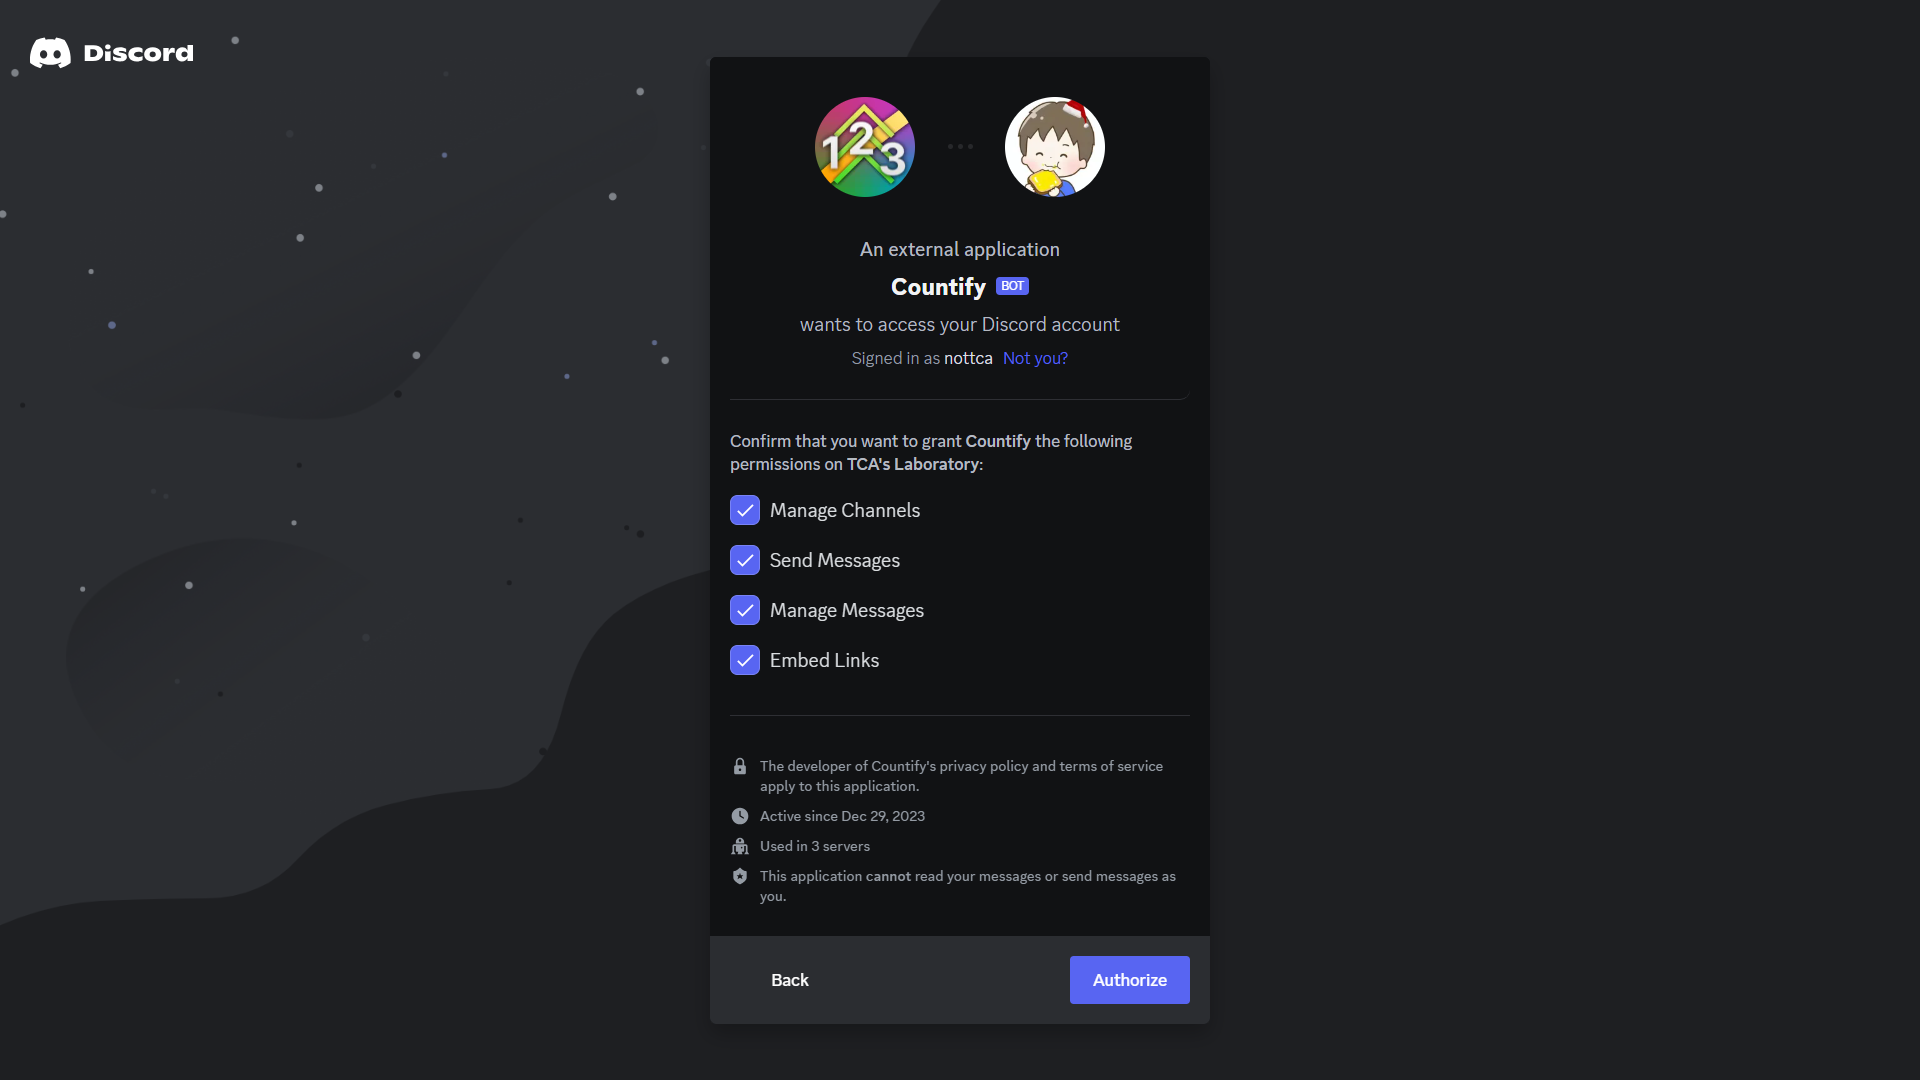 Discord
123
An external application
Countify BOT
wants to access your Discord account
Signed in as nottca Not you?
Confirm that you want to grant Countify the following
permissions on TCA's Laboratory:
Manage Channels
Send Messages
Manage Messages
Embed Links
The developer of Countify's privacy policy and terms of service
apply to this application.
Active since Dec 29, 2023
Used in 3 servers
This application cannot read your messages or send messages as
you.
Back Authorize